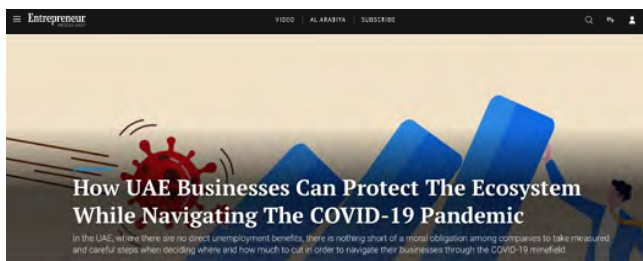 Entrepreneur
MIDDLE EAST
VIDEO | AL ARABIYA | SUBSCRIBE
How UAE Businesses Can Protect The Ecosystem
While Navigating The COVID-19 Pandemic
In the UAE, where there are no direct unemployment benefits, there is nothing short of a moral obligation among companies to take measured
and careful steps when deciding where and how much to cut in order to navigate their businesses through the COVID-19 minefield.